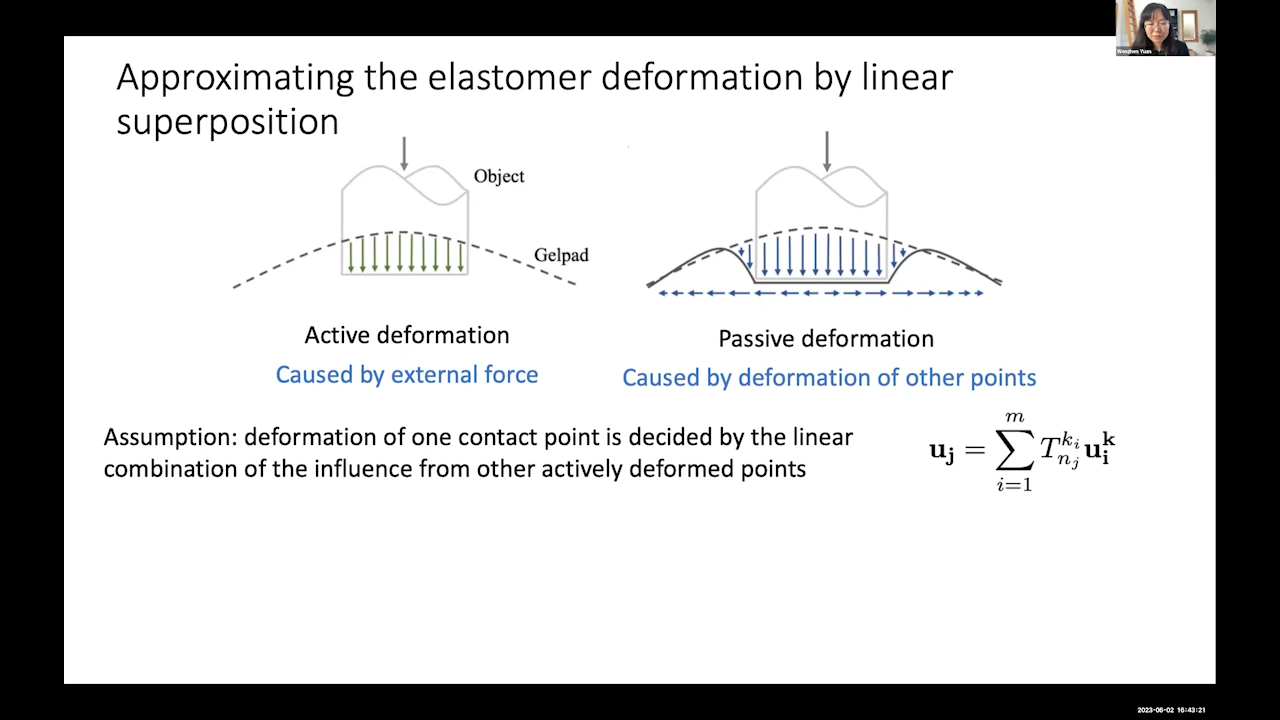 Wenzhen Yuan
Approximating the elastomer deformation by linear
superposition
Object
Gelpad
Active deformation
Caused by external force
Passive deformation
Caused by deformation of other points
Assumption: deformation of one contact point is decided by the linear
combination of the influence from other actively deformed points
𝐮_𝐣 = ∑_{i=1}^{m} T_{n_j}^{k_i} 𝐮_𝐢^𝐤
2023-06-02 16:43:21